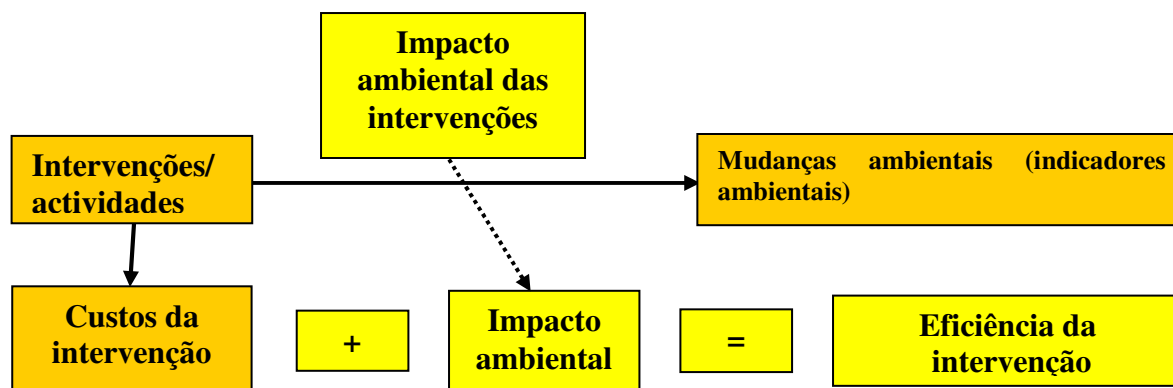 Impacto
ambiental das
intervenções
Intervenções/
actividades
Mudanças ambientais (indicadores
ambientais)
Custos da
intervenção
+
Impacto
ambiental
=
Eficiência da
intervenção